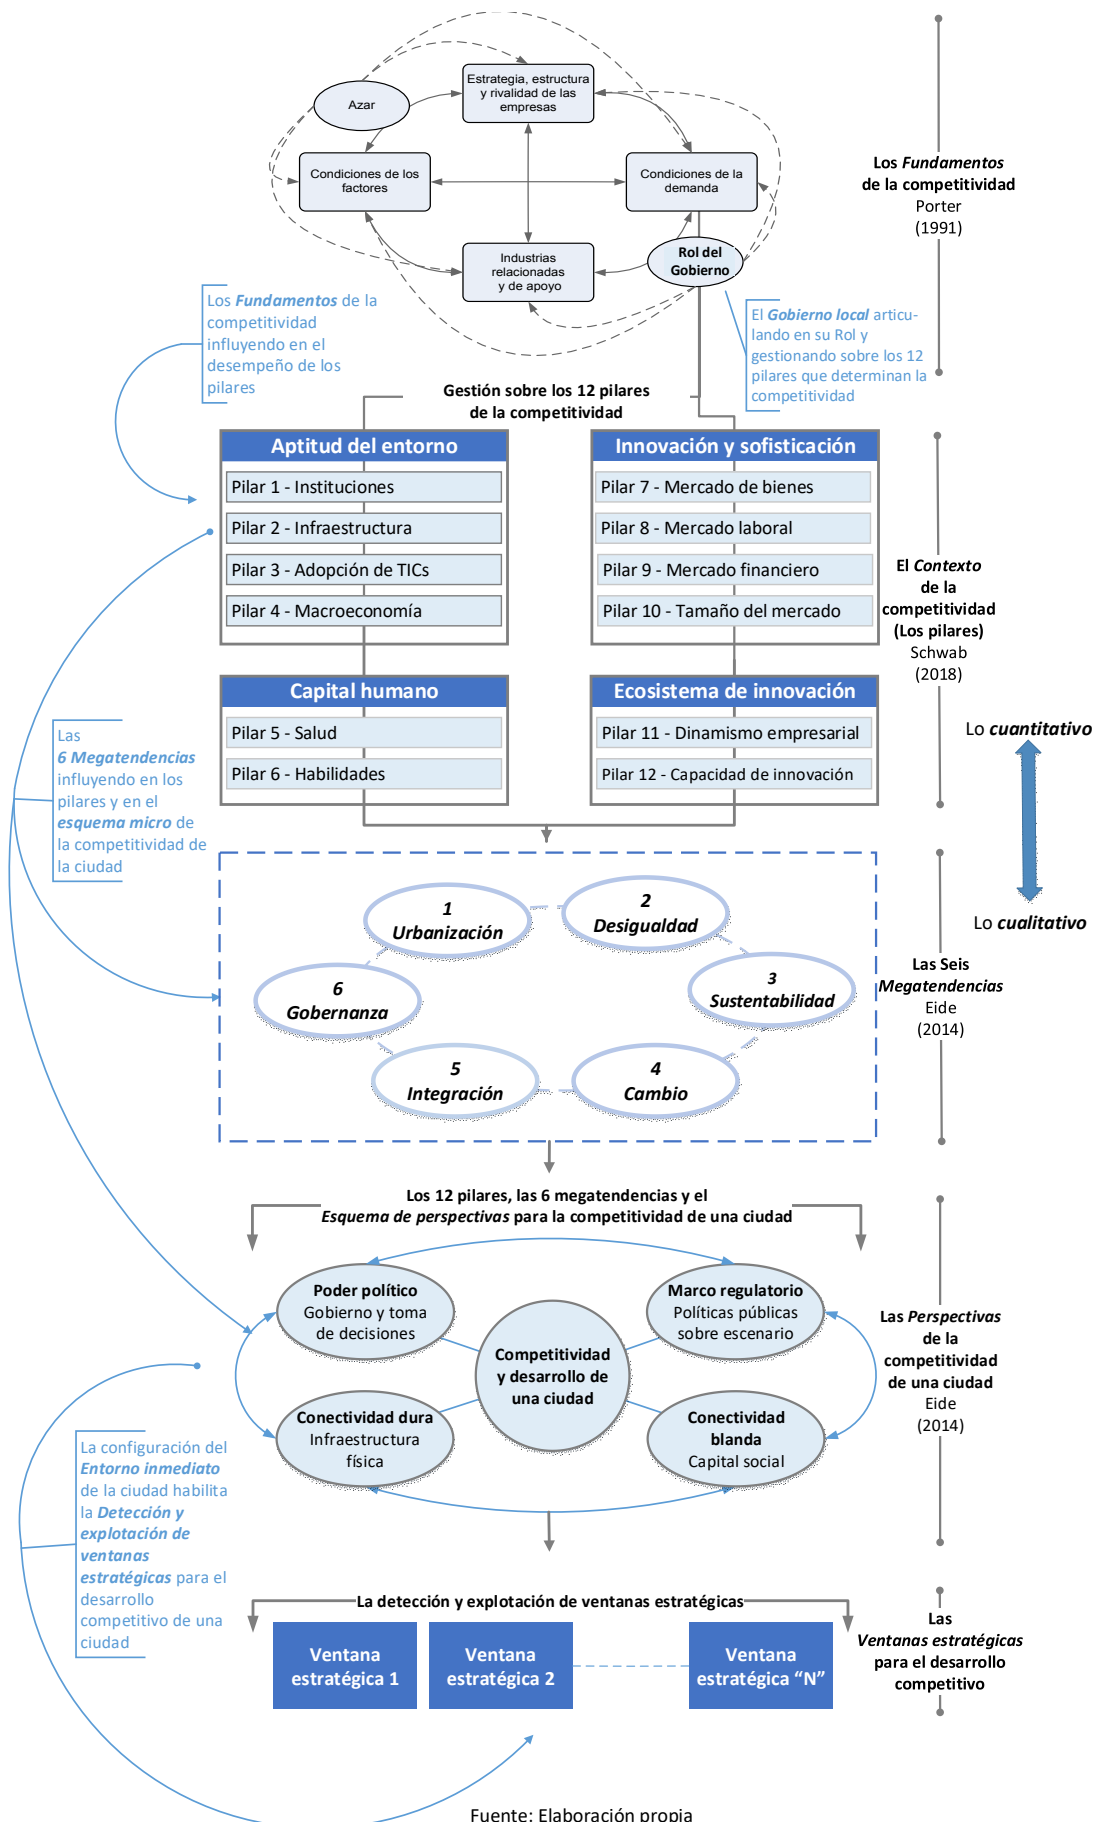 Azar
Estrategia, estructura
y rivalidad de las
empresas
Condiciones de los
factores
Condiciones de la
demanda
Industrias
relacionadas
y de apoyo
Rol del
Gobierno
Los Fundamentos
de la competitividad
Porter
(1991)
Los Fundamentos de la
competitividad
influyendo en el
desempeño de los
pilares
El Gobierno local articu-
lando en su Rol y
gestionando sobre los 12
pilares que determinan la
competitividad
Gestión sobre los 12 pilares
de la competitividad
Aptitud del entorno
Pilar 1 - Instituciones
Pilar 2 - Infraestructura
Pilar 3 - Adopción de TICs
Pilar 4 - Macroeconomía
Innovación y sofisticación
Pilar 7 - Mercado de bienes
Pilar 8 - Mercado laboral
Pilar 9 - Mercado financiero
Pilar 10 - Tamaño del mercado
El Contexto
de la
competitividad
(Los pilares)
Schwab
(2018)
Capital humano
Pilar 5 - Salud
Pilar 6 - Habilidades
Ecosistema de innovación
Pilar 11 - Dinamismo empresarial
Pilar 12 - Capacidad de innovación
Lo cuantitativo
Lo cualitativo
Las
6 Megatendencias
influyendo en los
pilares y en el
esquema micro de
la competitividad de
la ciudad
1
Urbanización
2
Desigualdad
3
Sustentabilidad
4
Cambio
5
Integración
6
Gobernanza
Las Seis
Megatendencias
Eide
(2014)
Los 12 pilares, las 6 megatendencias y el
Esquema de perspectivas para la competitividad de una ciudad
Poder político
Gobierno y toma
de decisiones
Marco regulatorio
Políticas públicas
sobre escenario
Competitividad
y desarrollo de
una ciudad
Conectividad dura
Infraestructura
física
Conectividad
blanda
Capital social
Las Perspectivas
de la
competitividad
de una ciudad
Eide
(2014)
La configuración del
Entorno inmediato
de la ciudad habilita
la Detección y
explotación de
ventanas
estratégicas para el
desarrollo
competitivo de una
ciudad
La detección y explotación de ventanas estratégicas
Ventana
estratégica 1
Ventana
estratégica 2
Ventana
estratégica “N”
Las
Ventanas estratégicas
para el desarrollo
competitivo
Fuente: Elaboración propia